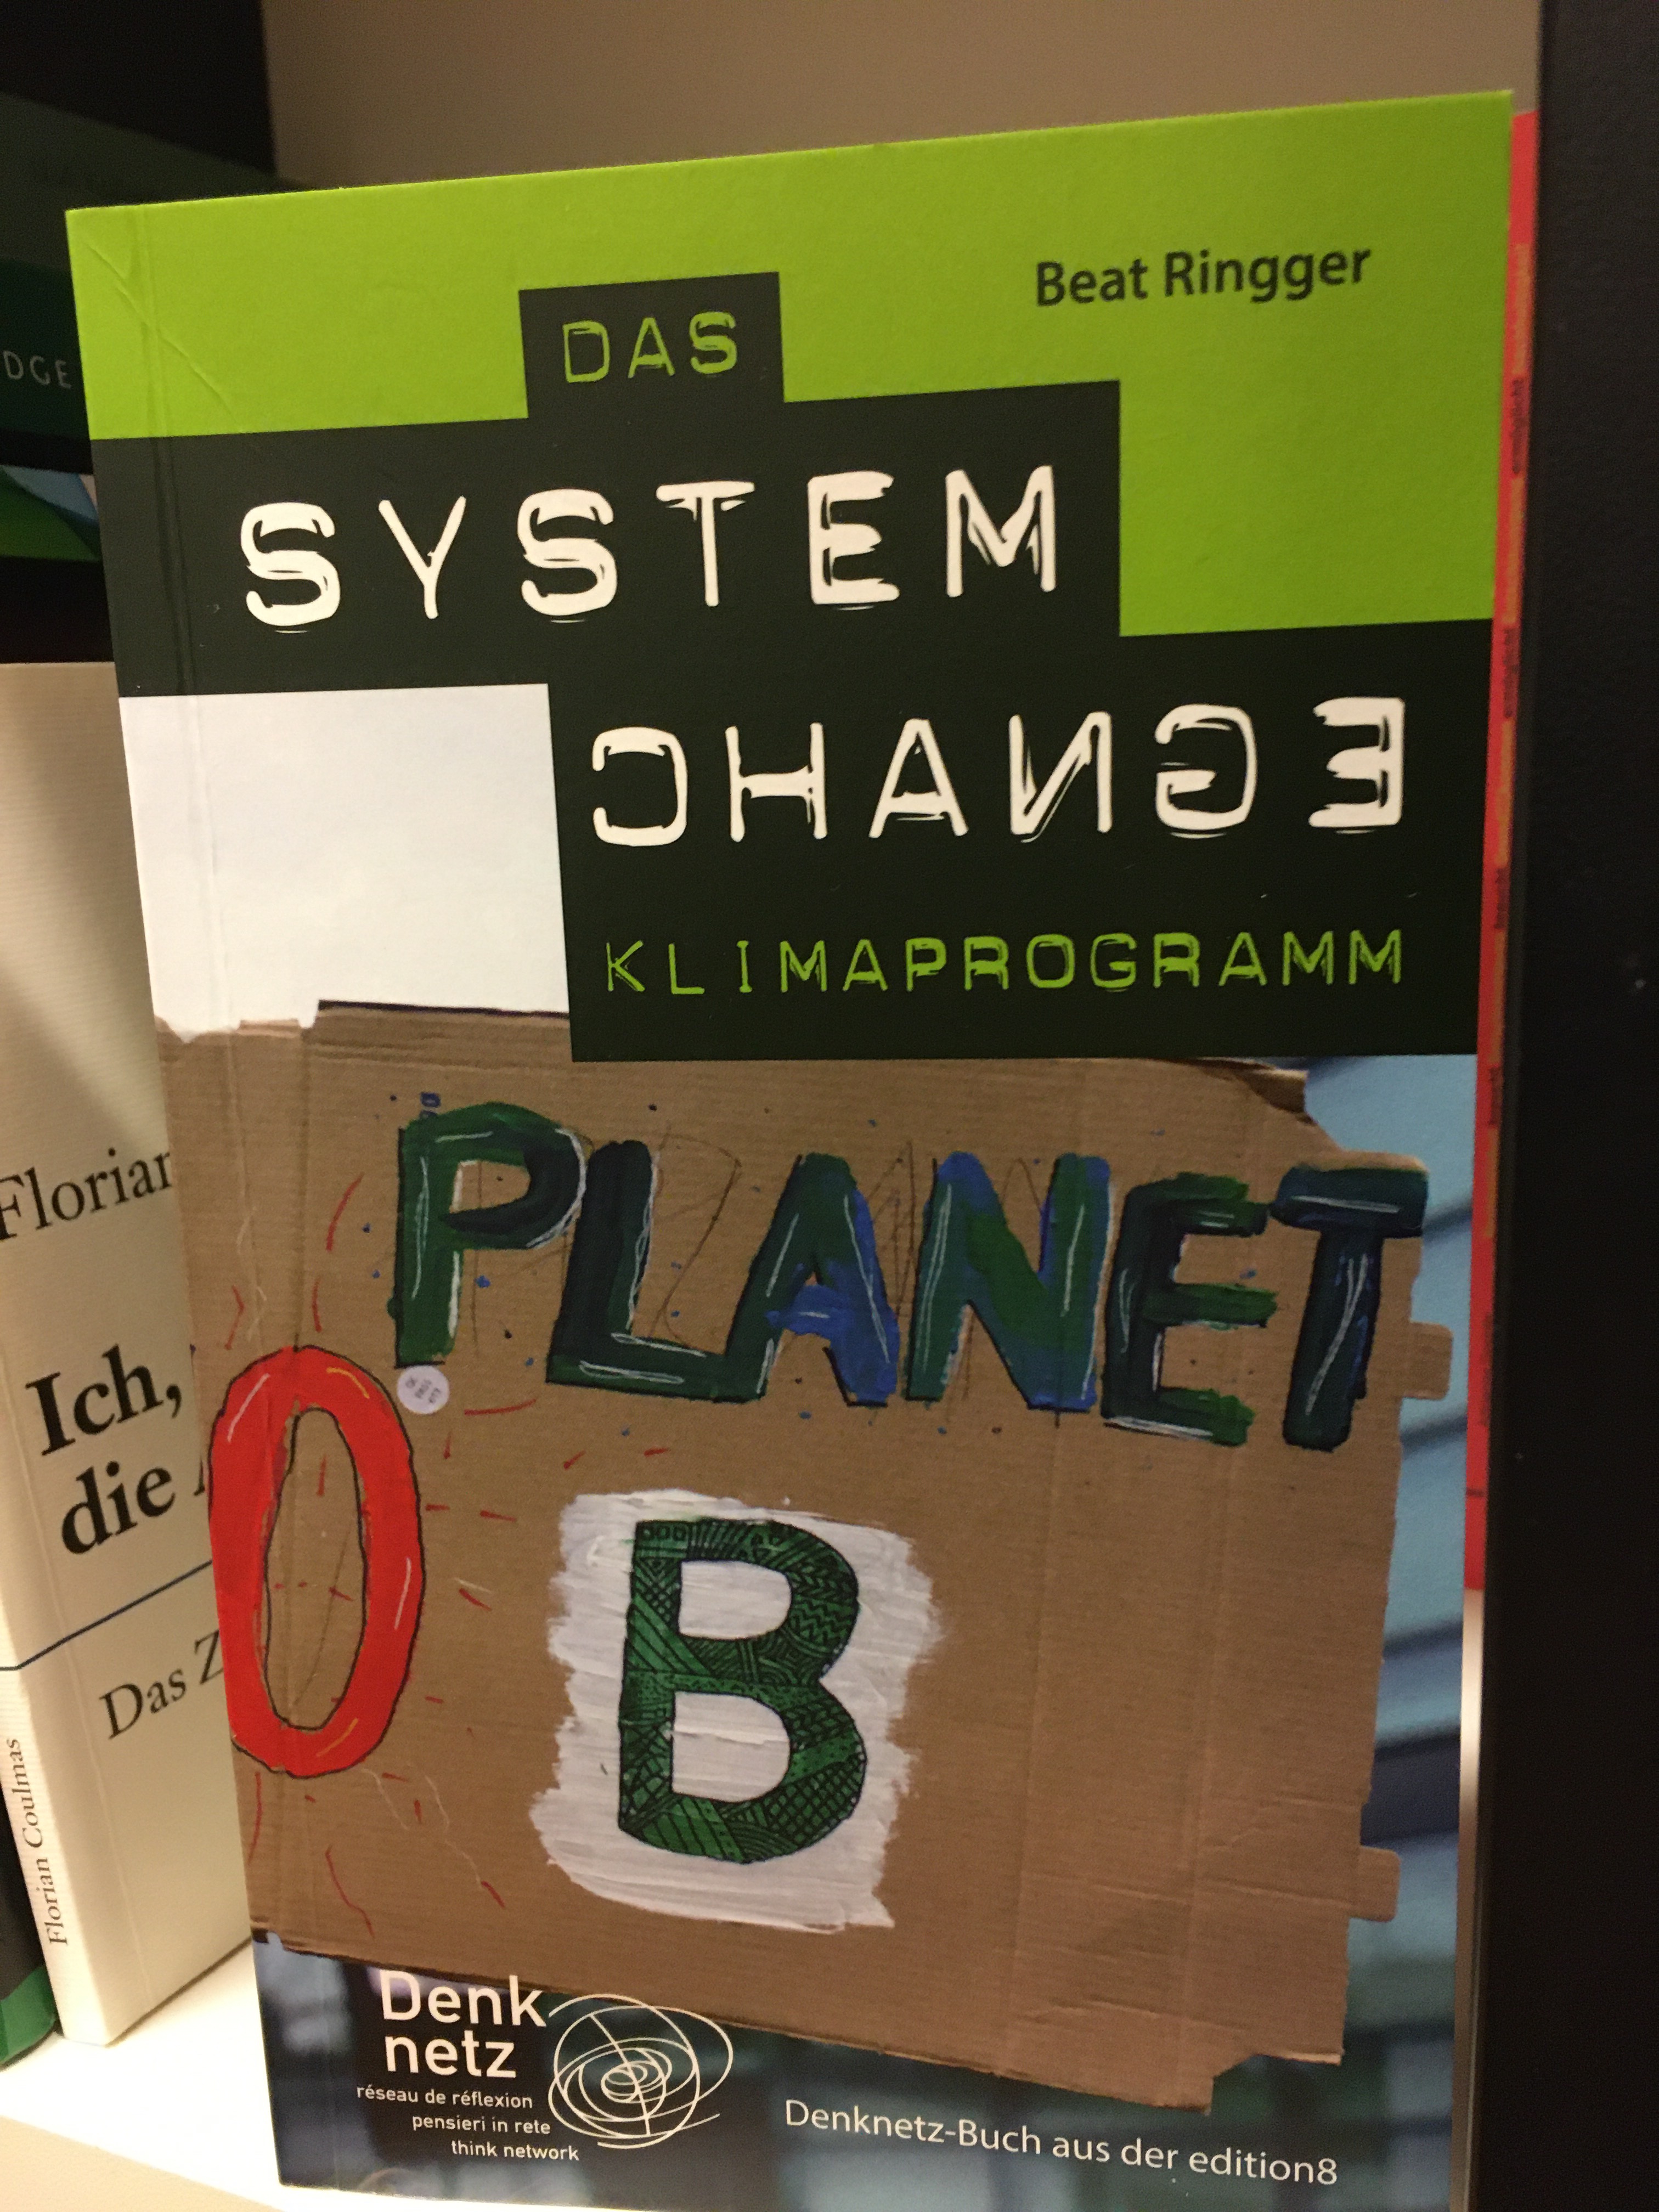 Beat Ringger
DAS
SYSTEM
CHANGE
KLIMAPROGRAMM
PLANET
O
B
Denk
netz
réseau de réflexion
pensieri in rete
think network
Denknetz-Buch aus der edition8
DGE
Florian
Ich,
die
Das
Florian Coulmas